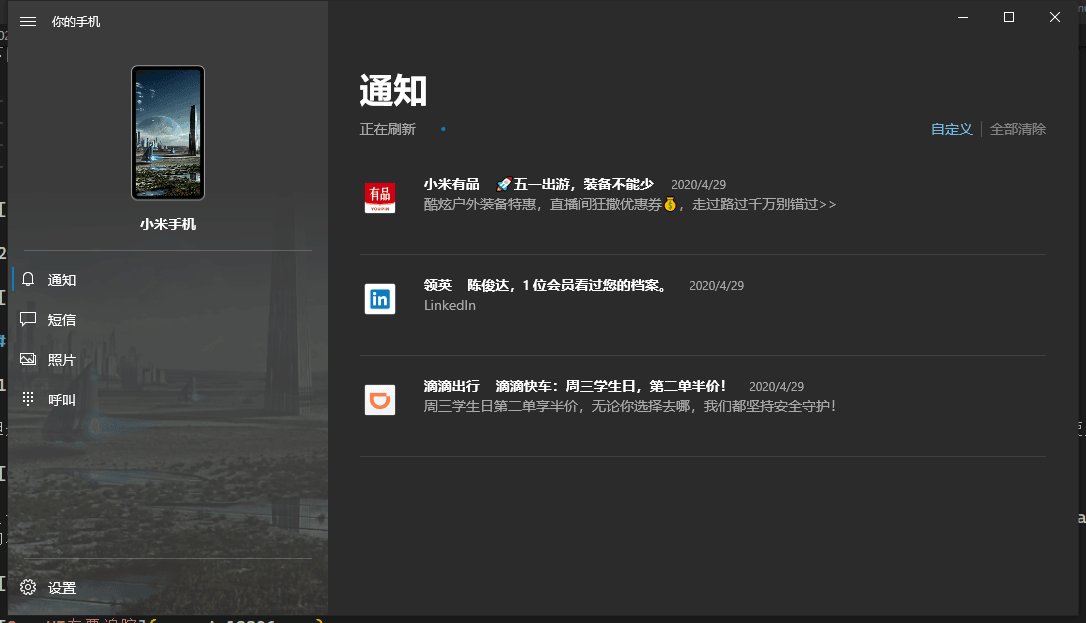 你的手机
小米手机
通知
短信
照片
呼叫
设置
通知
正在刷新
自定义 全部清除
有品
YOUPIN
小米有品 🚀五一出游，装备不能少 2020/4/29
酷炫户外装备特惠，直播间狂撒优惠券💰，走过路过千万别错过>>
in
领英 陈俊达，1 位会员看过您的档案。 2020/4/29
LinkedIn
滴滴出行 滴滴快车：周三学生日，第二单半价！ 2020/4/29
周三学生日第二单享半价，无论你选择去哪，我们都坚持安全守护！